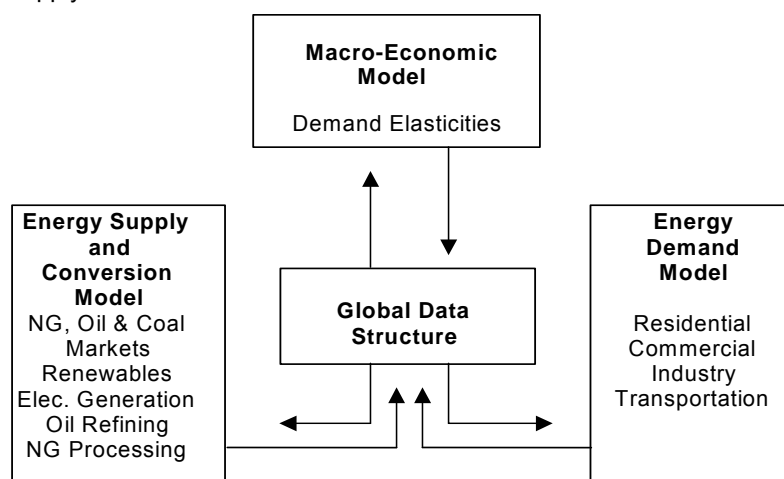 Macro-Economic
Model
Demand Elasticities
Energy Supply
and
Conversion
Model
NG, Oil & Coal
Markets
Renewables
Elec. Generation
Oil Refining
NG Processing
Global Data
Structure
Energy
Demand
Model
Residential
Commercial
Industry
Transportation